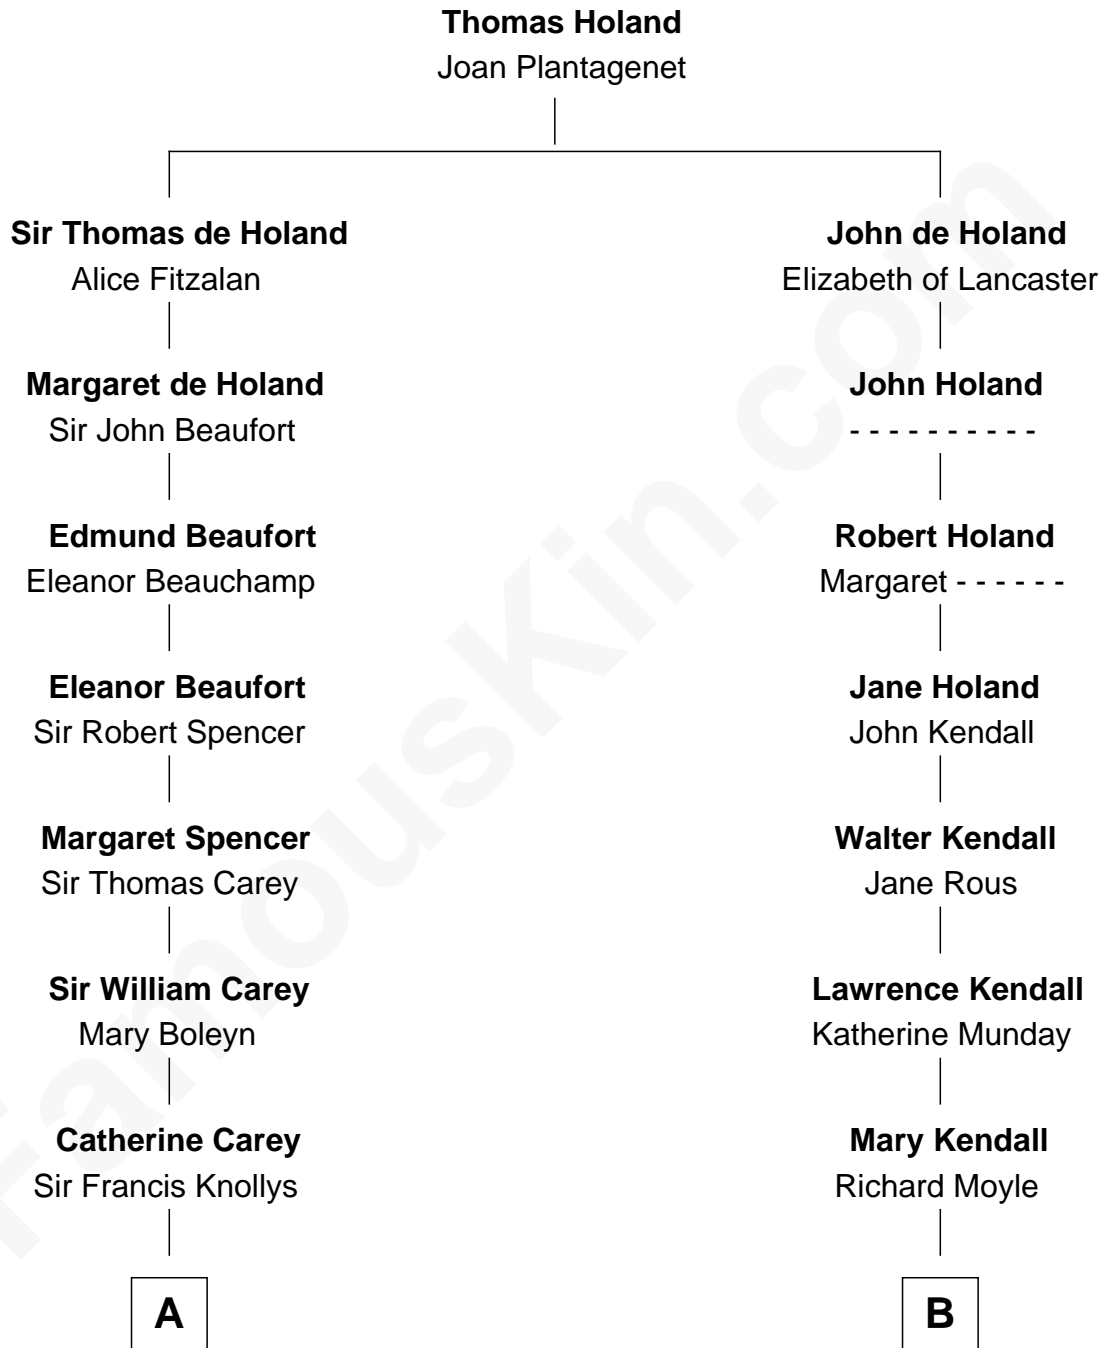 Thomas Holand
Joan Plantagenet
Sir Thomas de Holand
Alice Fitzalan
Margaret de Holand
Sir John Beaufort
Edmund Beaufort
Eleanor Beauchamp
Eleanor Beaufort
Sir Robert Spencer
Margaret Spencer
Sir Thomas Carey
Sir William Carey
Mary Boleyn
Catherine Carey
Sir Francis Knollys
A
John de Holand
Elizabeth of Lancaster
John Holand
- - - - - - - - - -
Robert Holand
Margaret - - - - - -
Jane Holand
John Kendall
Walter Kendall
Jane Rous
Lawrence Kendall
Katherine Munday
Mary Kendall
Richard Moyle
B
FamousKin.com